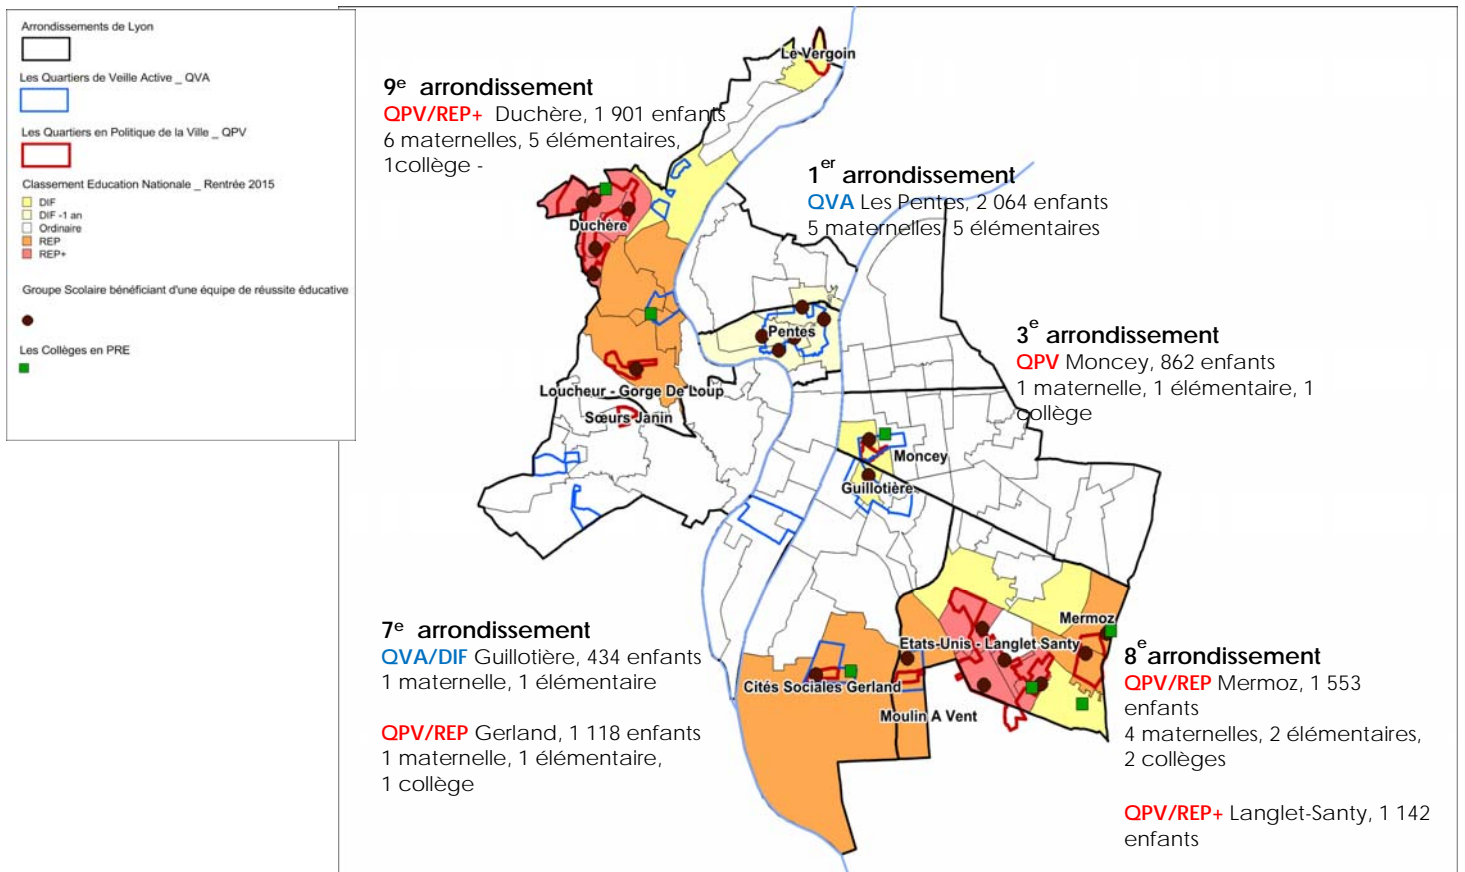 Arrondissements de Lyon
Les Quartiers de Veille Active _ QVA
Les Quartiers en Politique de la Ville _ QPV
Classement Education Nationale _ Rentrée 2015
DIF
DIF -1 an
Ordinaire
REP
REP+
Groupe Scolaire bénéficiant d'une équipe de réussite éducative
Les Collèges en PRE
9e arrondissement
QPV/REP+ Duchère, 1 901 enfants
6 maternelles, 5 élémentaires,
1collège -
Le Vergoin
1er arrondissement
QVA Les Pentes, 2 064 enfants
5 maternelles, 5 élémentaires
Duchère
Pentes
3e arrondissement
QPV Moncey, 862 enfants
1 maternelle, 1 élémentaire, 1
collège
Loucheur - Gorge De Loup
Sœurs Janin
Moncey
Guillotière
7e arrondissement
QVA/DIF Guillotière, 434 enfants
1 maternelle, 1 élémentaire
QPV/REP Gerland, 1 118 enfants
1 maternelle, 1 élémentaire,
1 collège
Mermoz
Etats-Unis - Langlet Santy
Cités Sociales Gerland
Moulin A Vent
8e arrondissement
QPV/REP Mermoz, 1 553
enfants
4 maternelles, 2 élémentaires,
2 collèges
QPV/REP+ Langlet-Santy, 1 142
enfants